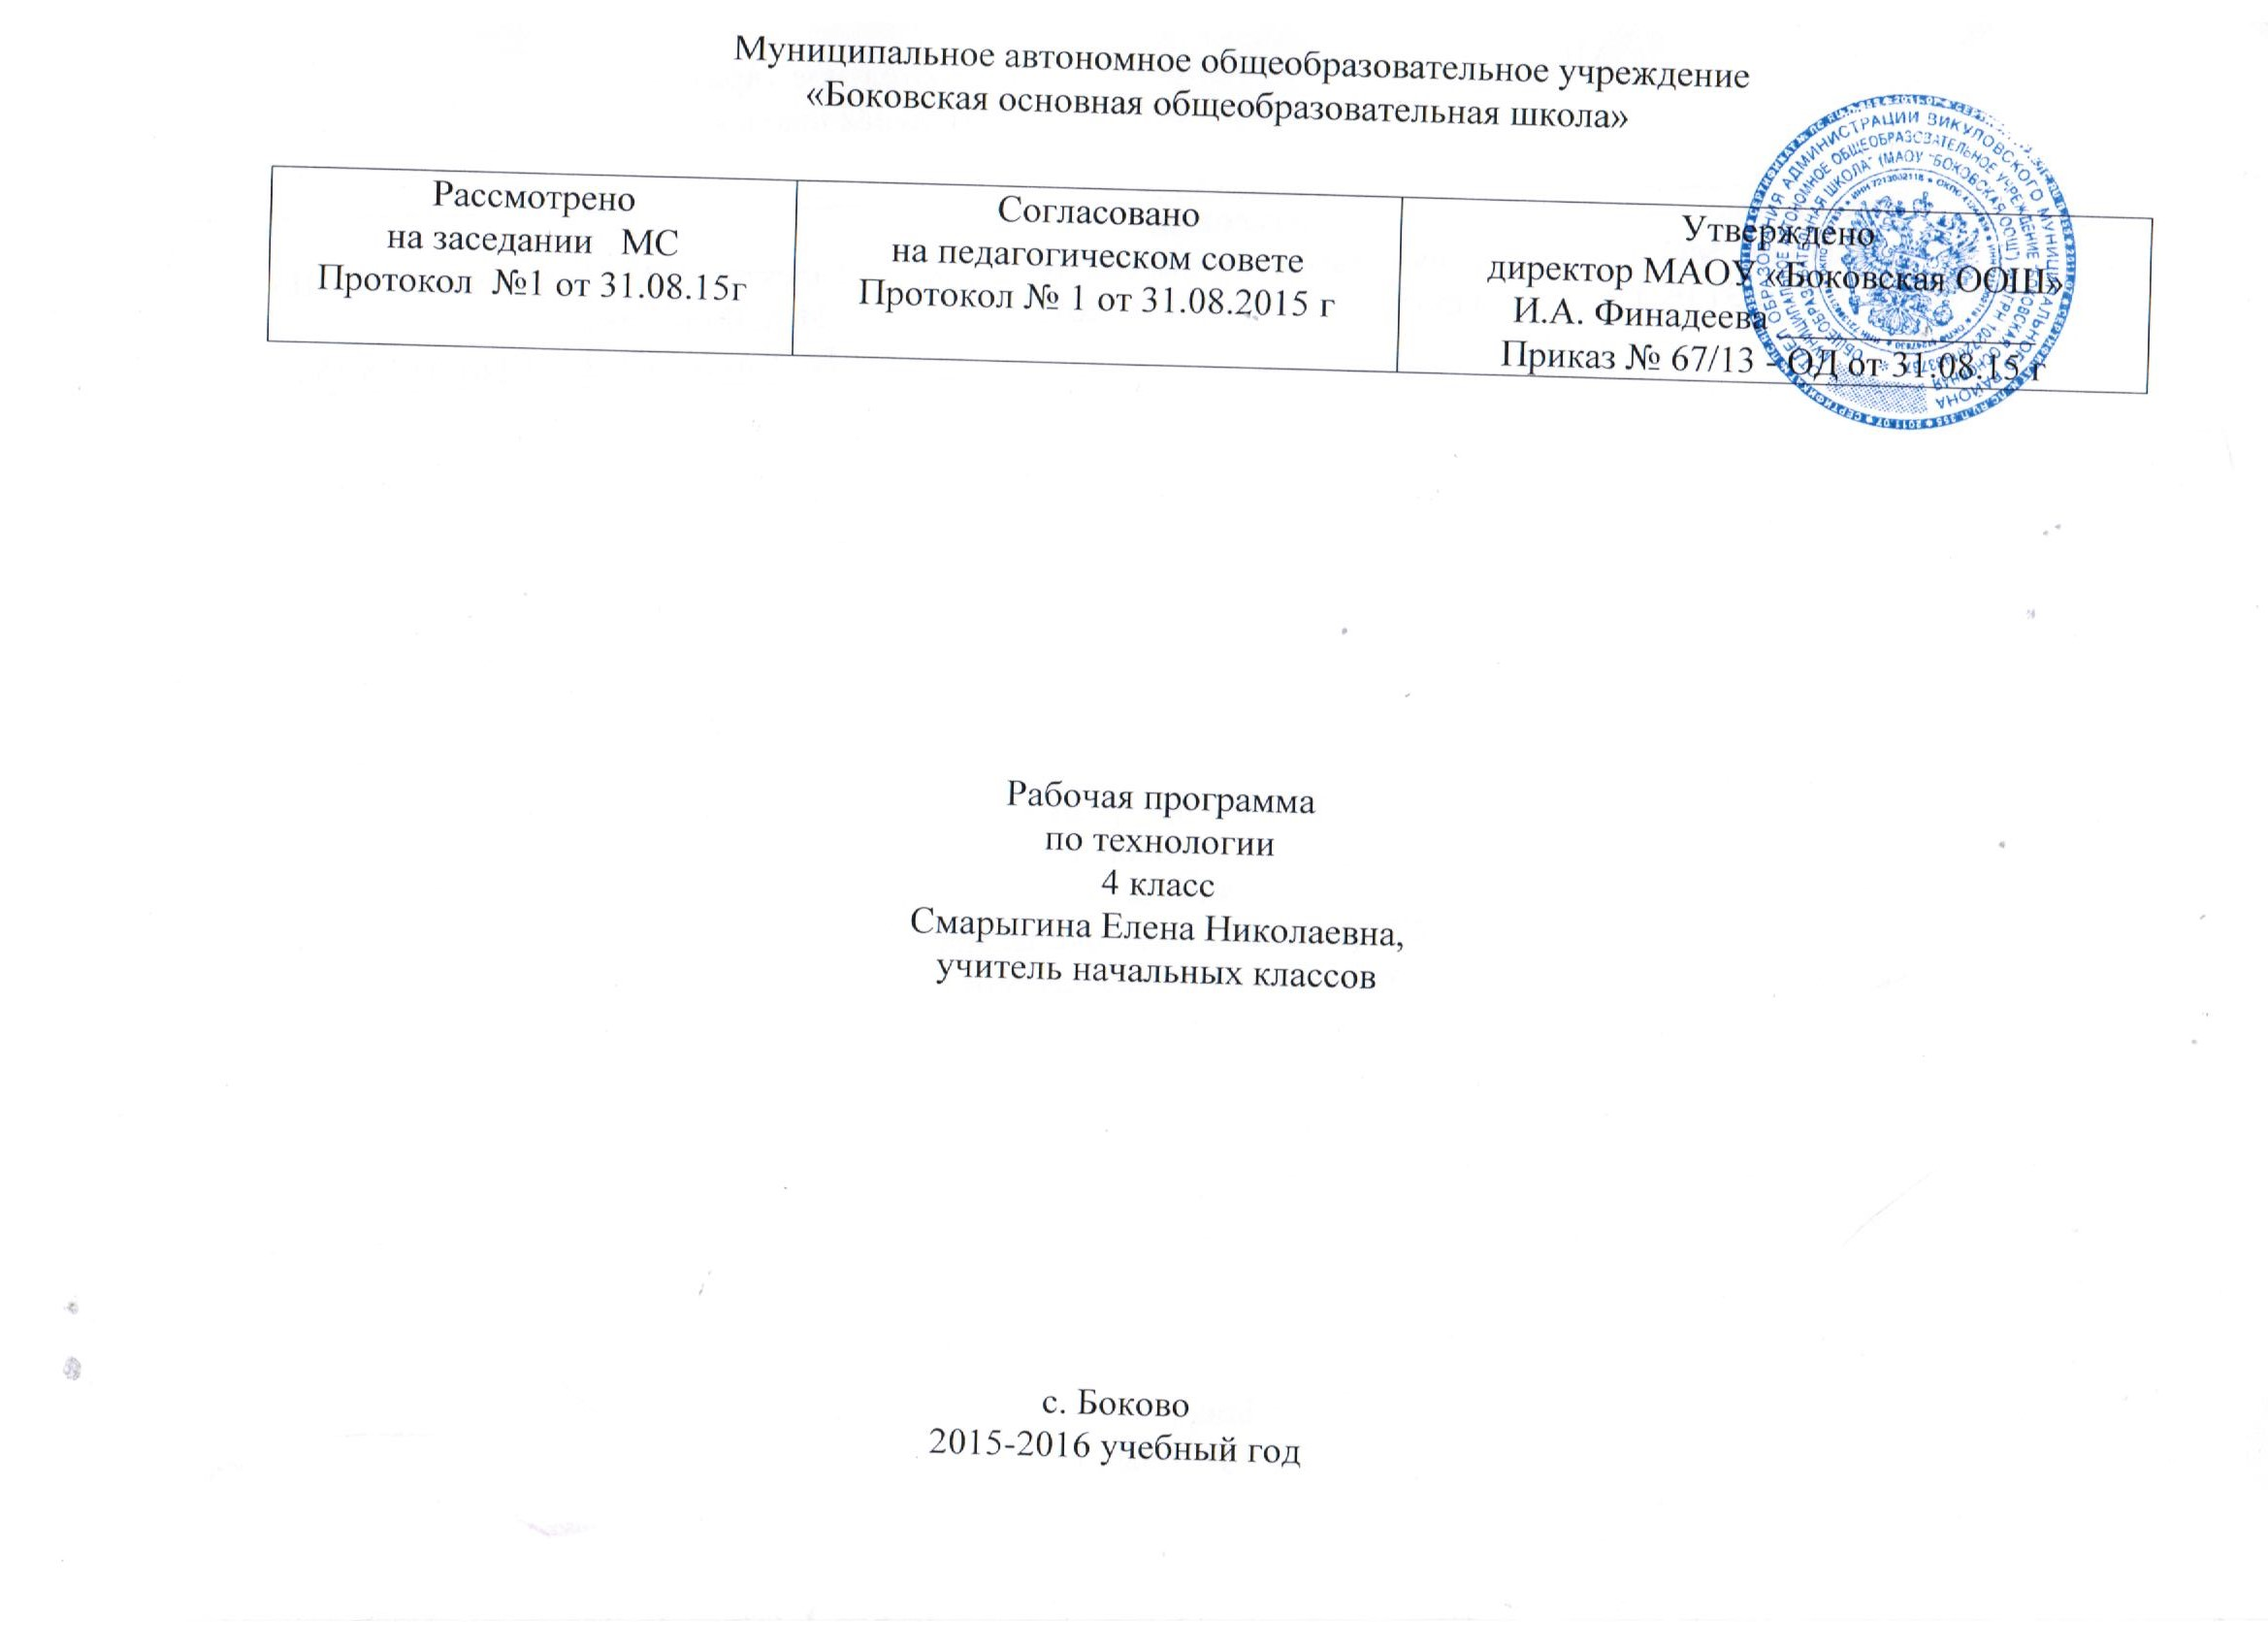 Муниципальное автономное общеобразовательное учреждение
«Боковская основная общеобразовательная школа»
Рассмотрено
на заседании МС
Протокол №1 от 31.08.15г
Согласовано
на педагогическом совете
Протокол № 1 от 31.08.2015 г
Утверждено
директор МАОУ «Боковская ООШ»
И.А. Финадеева
Приказ № 67/13 - ОД от 31.08.15 г
Рабочая программа
по технологии
4 класс
Смарыгина Елена Николаевна,
учитель начальных классов
с. Боково
2015-2016 учебный год